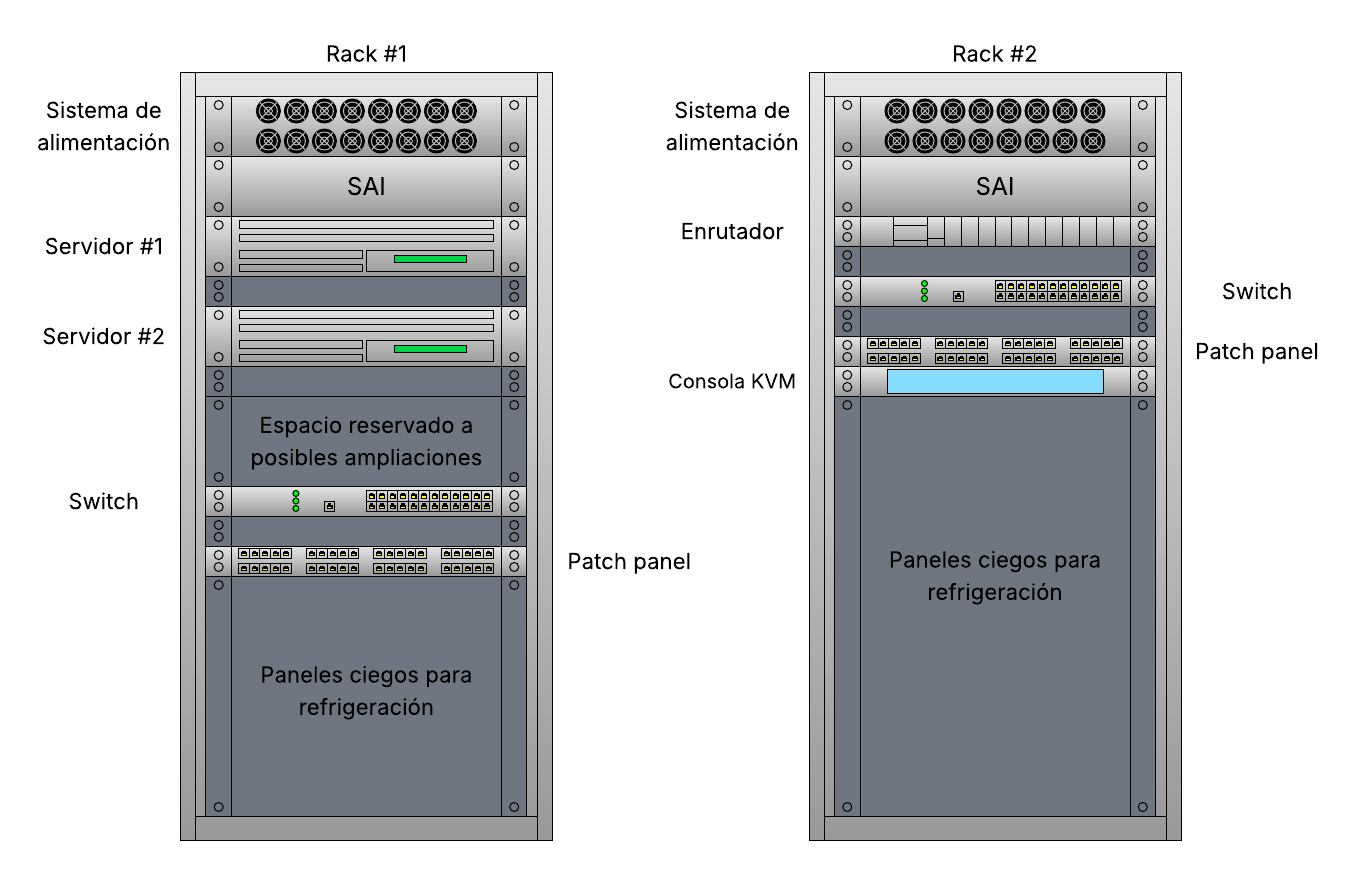 Rack #1
Sistema de
alimentación
SAI
Servidor #1
Servidor #2
Espacio reservado a
posibles ampliaciones
Switch
Patch panel
Paneles ciegos para
refrigeración
Rack #2
Sistema de
alimentación
SAI
Enrutador
Switch
Patch panel
Consola KVM
Paneles ciegos para
refrigeración